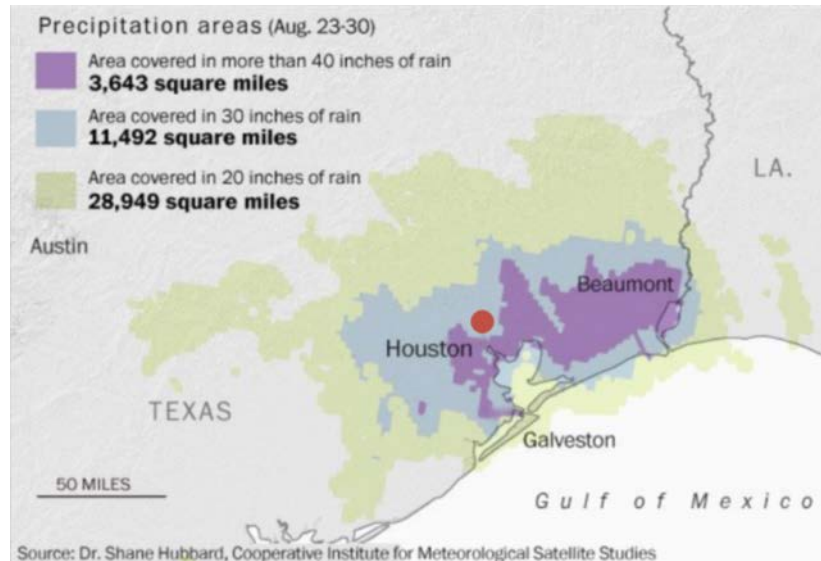 Precipitation areas (Aug. 23-30)
Area covered in more than 40 inches of rain
3,643 square miles
Area covered in 30 inches of rain
11,492 square miles
Area covered in 20 inches of rain
28,949 square miles
LA.
Austin
Beaumont
Houston
TEXAS
Galveston
50 MILES
Gulf of Mexico
Source: Dr. Shane Hubbard, Cooperative Institute for Meteorological Satellite Studies